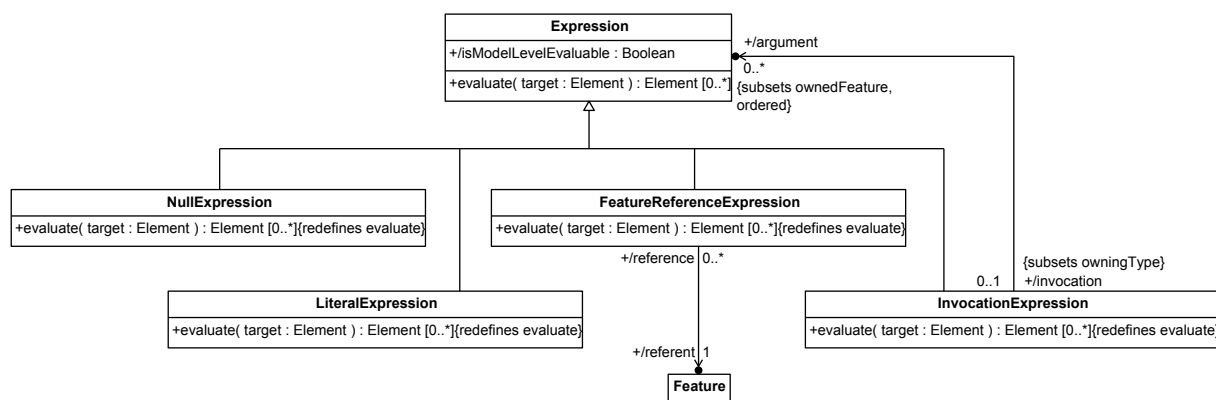 Expression
+/isModelLevelEvaluable : Boolean
+evaluate( target : Element ) : Element [0..*]
+/argument
0..*
{subsets ownedFeature,
ordered}
NullExpression
+evaluate( target : Element ) : Element [0..*]{redefines evaluate}
FeatureReferenceExpression
+evaluate( target : Element ) : Element [0..*]{redefines evaluate}
+/reference 0..*
{subsets owningType}
0..1 +/invocation
LiteralExpression
+evaluate( target : Element ) : Element [0..*]{redefines evaluate}
InvocationExpression
+evaluate( target : Element ) : Element [0..*]{redefines evaluate}
+/referent 1
Feature